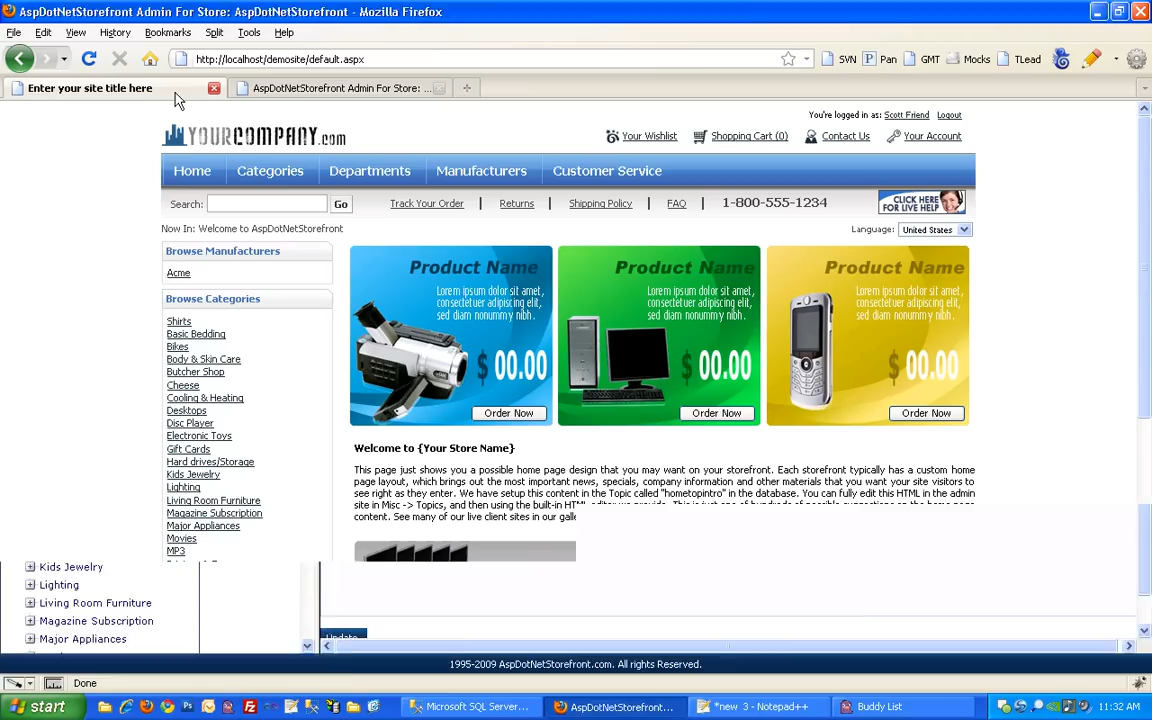 AspDotNetStorefront Admin For Store: AspDotNetStorefront - Mozilla Firefox
File Edit View History Bookmarks Split Tools Help
http://localhost/demosite/default.aspx SVN Pan GMT Mocks TLead
Enter your site title here AspDotNetStorefront Admin For Store: ...
You're logged in as: Scott Friend Logout
YOURCOMPANY.com Your Wishlist Shopping Cart (0) Contact Us Your Account
Home Categories Departments Manufacturers Customer Service
Search: Go Track Your Order | Returns | Shipping Policy | FAQ | 1-800-555-1234 CLICK HERE FOR LIVE HELP
Now In: Welcome to AspDotNetStorefront Language: United States
Browse Manufacturers
Acme
Browse Categories
Shirts
Basic Bedding
Bikes
Body & Skin Care
Butcher Shop
Cheese
Cooling & Heating
Desktops
Disc Player
Electronic Toys
Gift Cards
Hard drives/Storage
Kids Jewelry
Lighting
Living Room Furniture
Magazine Subscription
Major Appliances
Movies
MP3
Product Name
Lorem ipsum dolor sit amet,
consectetuer adipiscing elit,
sed diam nonummy nibh.
$ 00.00
Order Now
Product Name
Lorem ipsum dolor sit amet,
consectetuer adipiscing elit,
sed diam nonummy nibh.
$ 00.00
Order Now
Product Name
Lorem ipsum dolor sit amet,
consectetuer adipiscing elit,
sed diam nonummy nibh.
$ 00.00
Order Now
Welcome to {Your Store Name}
This page just shows you a possible home page design that you may want on your storefront. Each storefront typically has a custom home
page layout, which brings out the most important news, specials, company information and other materials that you want your site visitors to
see right as they enter. We have setup this content in the Topic called "hometopintro" in the database. You can fully edit this HTML in the admin
site in Misc -> Topics, and then using the built-in HTML
content. See many of our live client sites in our galle
Kids Jewelry
Lighting
Living Room Furniture
Magazine Subscription
Major Appliances
Update
1995-2009 AspDotNetStorefront.com. All rights Reserved.
Done
start Microsoft SQL Server... AspDotNetStorefront... *new 3 - Notepad++ Buddy List 11:32 AM